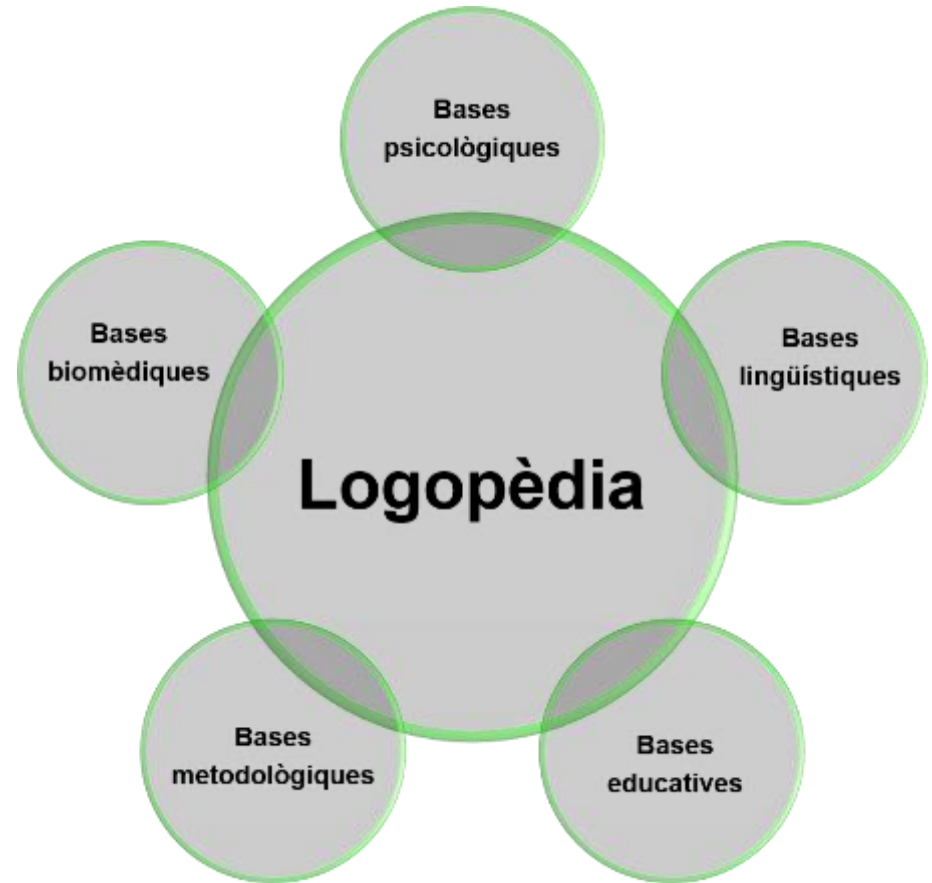 Bases
psicològiques
Bases
biomèdiques
Bases
lingüístiques
Logopèdia
Bases
metodològiques
Bases
educatives